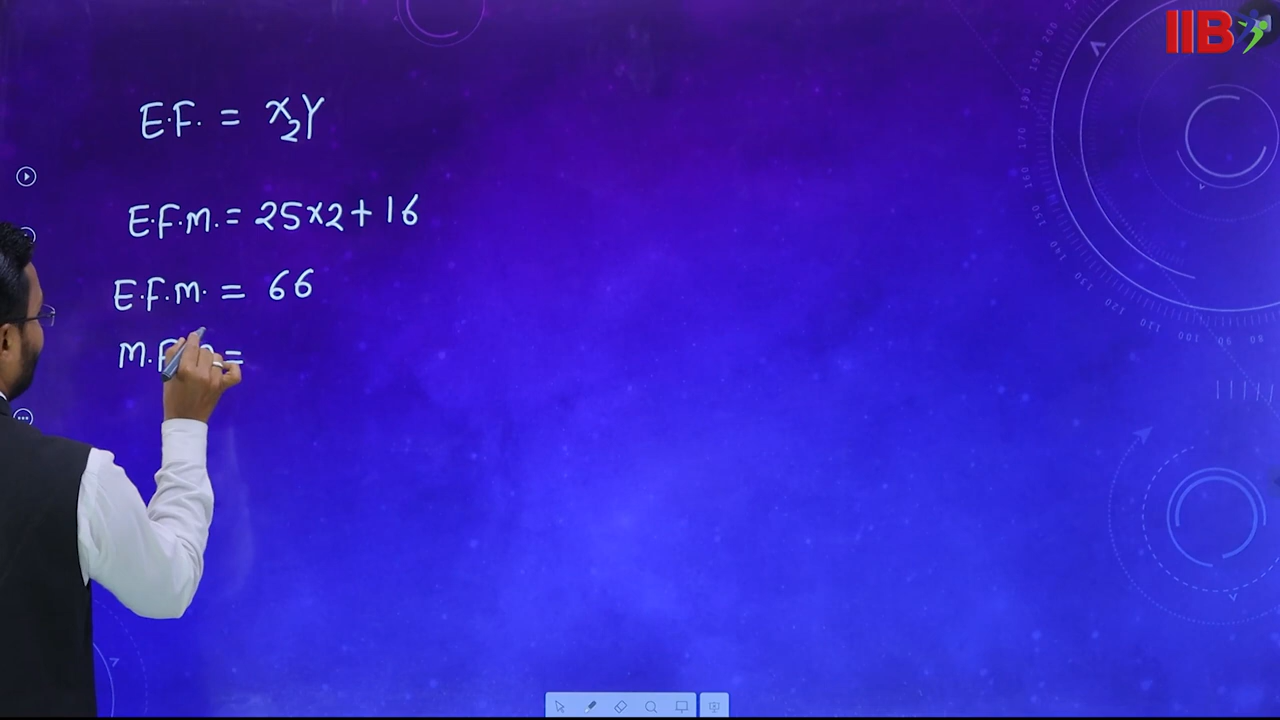 IIB
E.F. = X₂Y
E.F.M. = 25x2+16
E.F.M. = 66
=